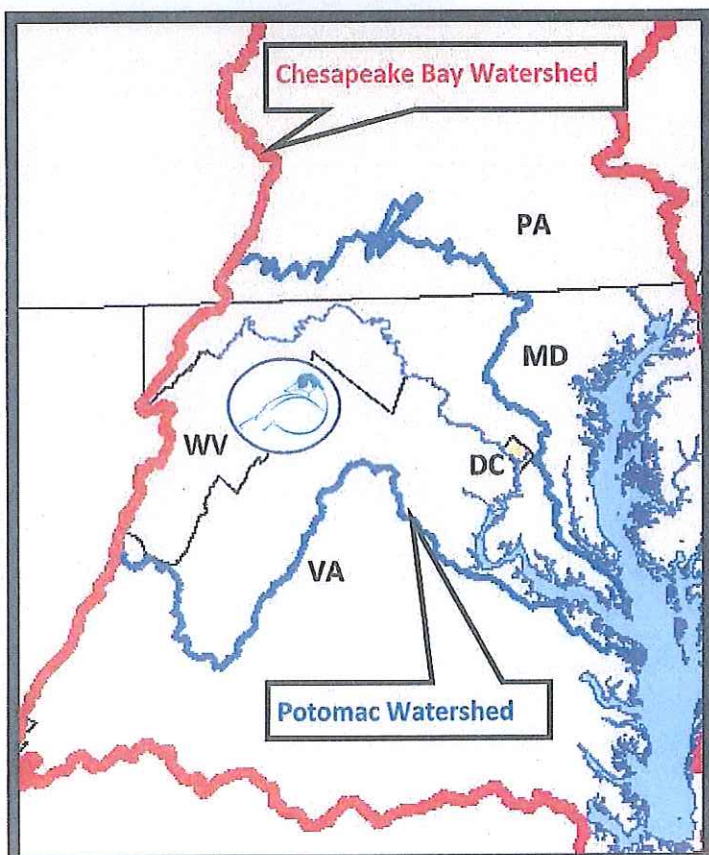 Chesapeake Bay Watershed
PA
MD
WV
DC
VA
Potomac Watershed